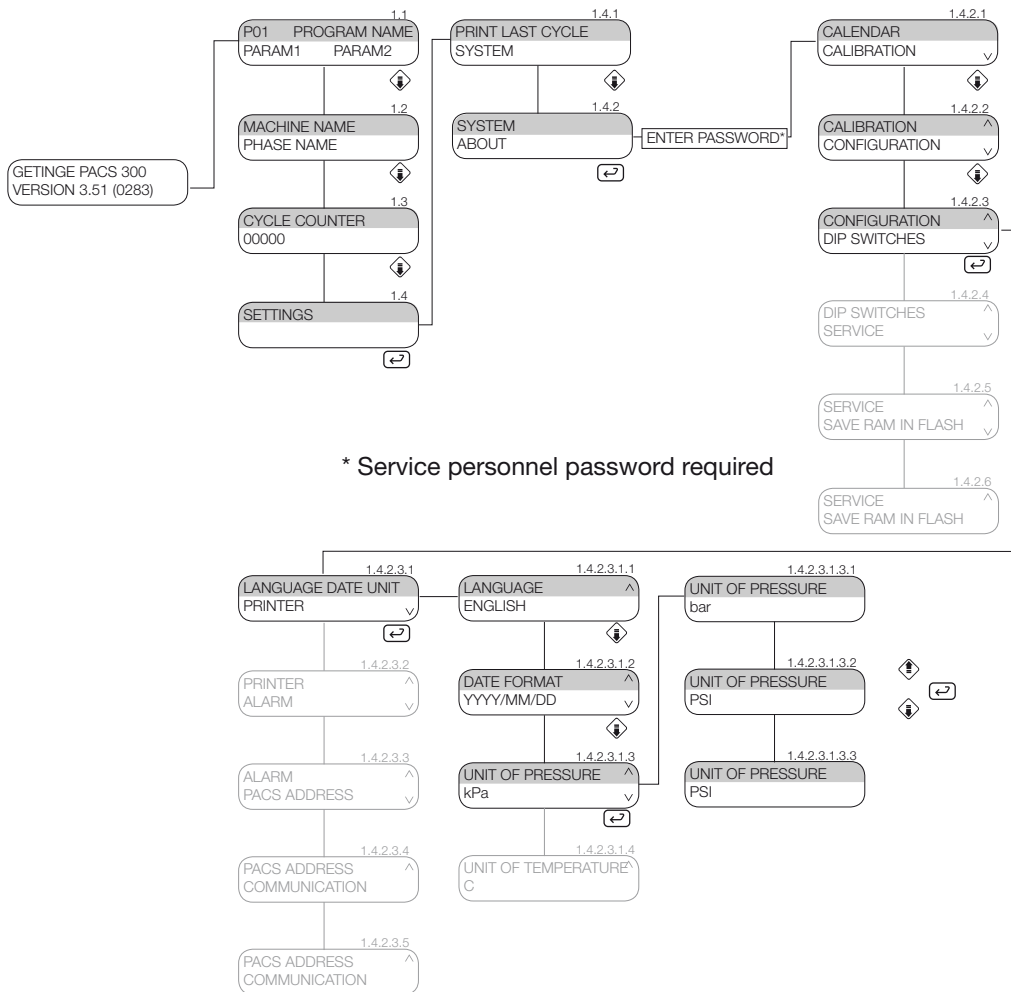 GETINGE PACS 300
VERSION 3.51 (0283)
1.1
P01 PROGRAM NAME
PARAM1 PARAM2
1.2
MACHINE NAME
PHASE NAME
1.3
CYCLE COUNTER
00000
1.4
SETTINGS
1.4.1
PRINT LAST CYCLE
SYSTEM
1.4.2
SYSTEM
ABOUT
ENTER PASSWORD*
1.4.2.1
CALENDAR
CALIBRATION
1.4.2.2
CALIBRATION
CONFIGURATION
1.4.2.3
CONFIGURATION
DIP SWITCHES
1.4.2.4
DIP SWITCHES
SERVICE
1.4.2.5
SERVICE
SAVE RAM IN FLASH
1.4.2.6
SERVICE
SAVE RAM IN FLASH
* Service personnel password required
1.4.2.3.1
LANGUAGE DATE UNIT
PRINTER
1.4.2.3.2
PRINTER
ALARM
1.4.2.3.3
ALARM
PACS ADDRESS
1.4.2.3.4
PACS ADDRESS
COMMUNICATION
1.4.2.3.5
PACS ADDRESS
COMMUNICATION
1.4.2.3.1.1
LANGUAGE
ENGLISH
1.4.2.3.1.2
DATE FORMAT
YYYY/MM/DD
1.4.2.3.1.3
UNIT OF PRESSURE
kPa
1.4.2.3.1.4
UNIT OF TEMPERATURE
C
1.4.2.3.1.3.1
UNIT OF PRESSURE
bar
1.4.2.3.1.3.2
UNIT OF PRESSURE
PSI
1.4.2.3.1.3.3
UNIT OF PRESSURE
PSI